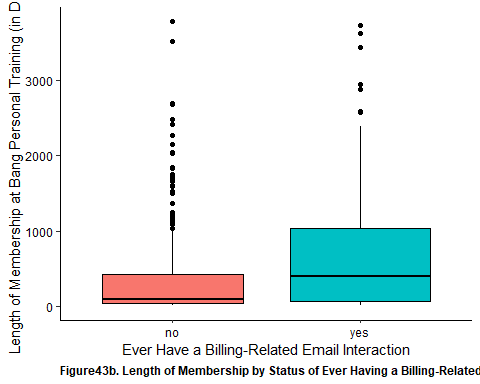 Length of Membership at Bang Personal Training (in D
3000
2000
1000
0
no
yes
Ever Have a Billing-Related Email Interaction
Figure43b. Length of Membership by Status of Ever Having a Billing-Related